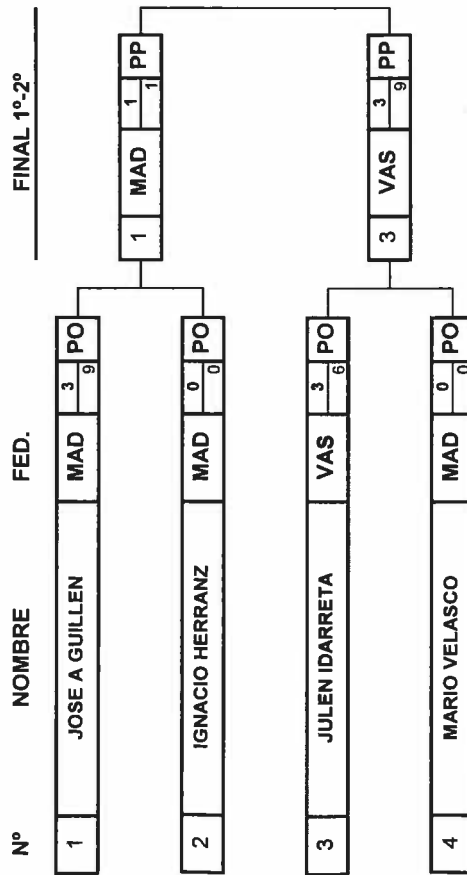 Nº NOMBRE FED. FINAL 1º-2º
1 JOSE A GUILLEN MAD 3 9 PO
1 MAD 1 1 PP
2 IGNACIO HERRANZ MAD 0 0 PO
3 JULEN IDARRETA VAS 3 6 PO
3 VAS 3 9 PP
4 MARIO VELASCO MAD 0 0 PO